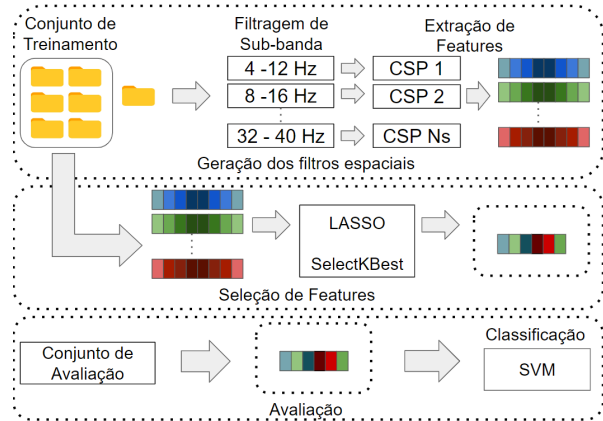 Conjunto de
Treinamento
Filtragem de
Sub-banda
Extração de
Features
4 -12 Hz
CSP 1
8 -16 Hz
CSP 2
32 - 40 Hz
CSP Ns
Geração dos filtros espaciais
LASSO
SelectKBest
Seleção de Features
Classificação
Conjunto de
Avaliação
SVM
Avaliação